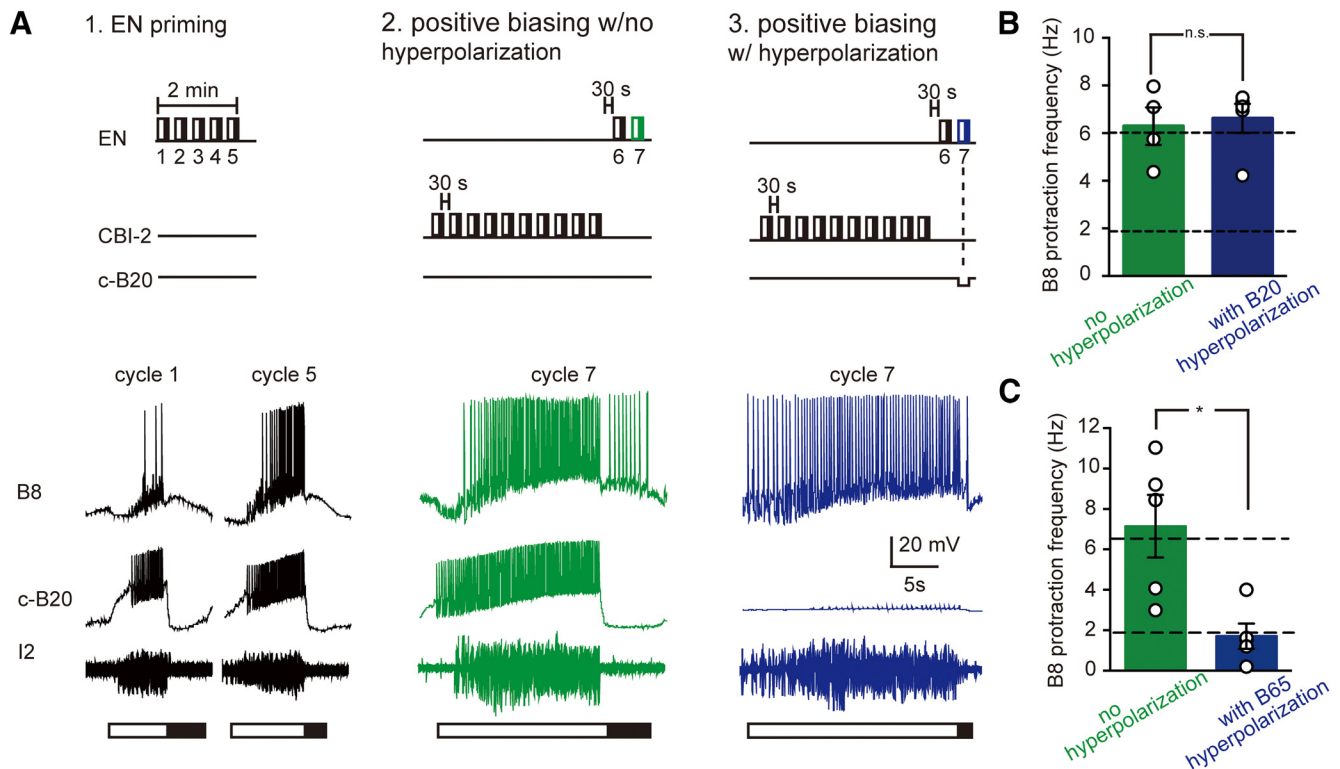 A
1. EN priming
2. positive biasing w/no
hyperpolarization
3. positive biasing
w/ hyperpolarization
2 min
30 s
30 s
EN
1 2 3 4 5
6 7
6 7
30 s
30 s
CBI-2
c-B20
cycle 1
cycle 5
cycle 7
cycle 7
B8
c-B20
I2
20 mV
5s
B
B8 protraction frequency (Hz)
10
8
6
4
2
0
n.s.
no
hyperpolarization
with B20
hyperpolarization
C
B8 protraction frequency (Hz)
12
10
8
6
4
2
0
*
no
hyperpolarization
with B65
hyperpolarization